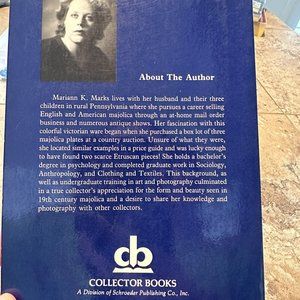 About The Author
Mariann K. Marks lives with her husband and their three
children in rural Pennsylvania where she pursues a career selling
English and American majolica through an at-home mail order
business and numerous antique shows. Her fascination with this
colorful victorian ware began when she purchased a box lot of three
majolica plates at a country auction. Unsure of what they were,
she located similar examples in a price guide and was lucky enough
to have found two scarce Etruscan pieces! She holds a bachelor's
degree in psychology and completed graduate work in Sociology,
Anthropology, and Clothing and Textiles. This background, as
well as undergraduate training in art and photography culminated
in a true collector's appreciation for the form and beauty seen in
19th century majolica and a desire to share her knowledge and
photography with other collectors.
cb
COLLECTOR BOOKS
A Division of Schroeder Publishing Co., Inc.